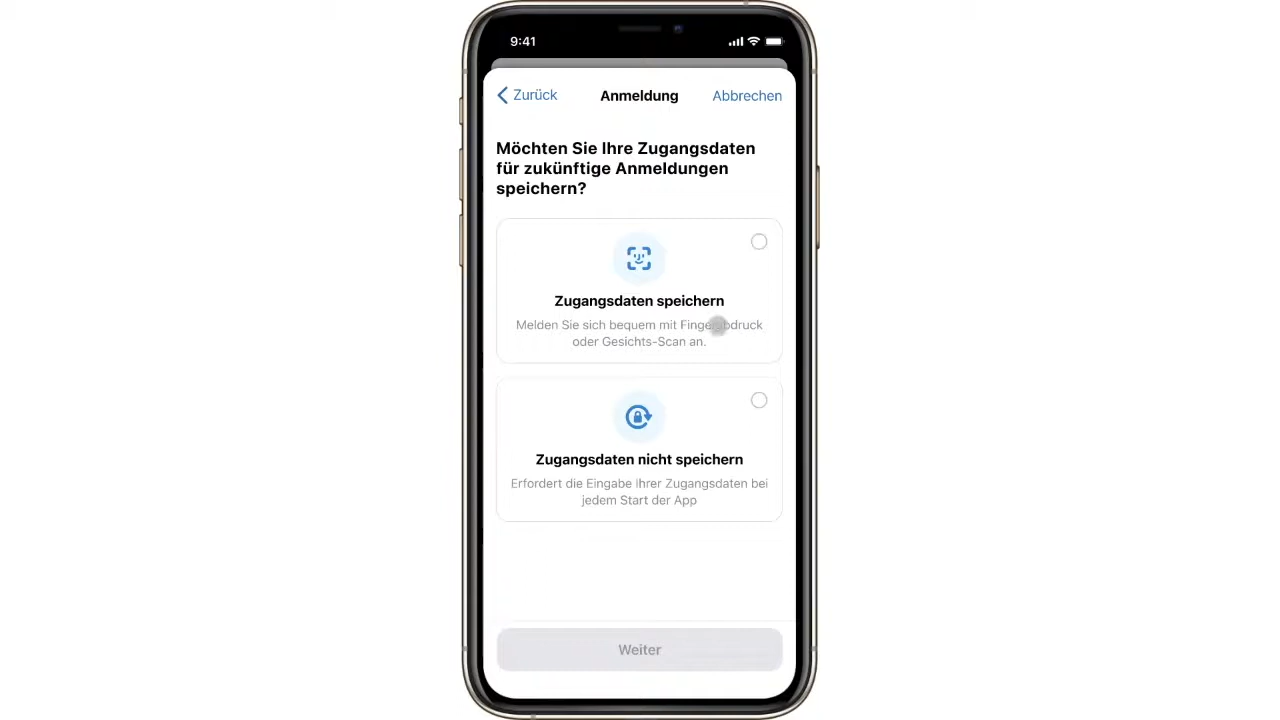 9:41
Zurück
Anmeldung
Abbrechen
Möchten Sie Ihre Zugangsdaten
für zukünftige Anmeldungen
speichern?
Zugangsdaten speichern
Melden Sie sich bequem mit Fingerabdruck
oder Gesichts-Scan an.
Zugangsdaten nicht speichern
Erfordert die Eingabe Ihrer Zugangsdaten bei
jedem Start der App
Weiter